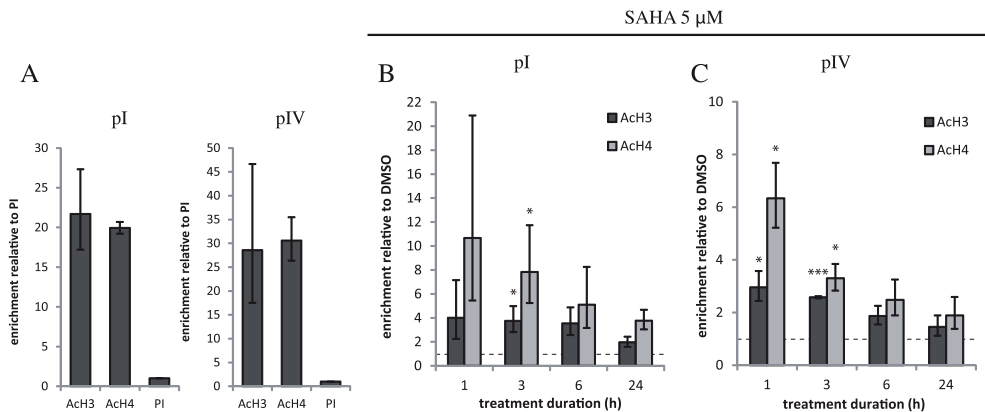 SAHA 5 µM
A
pI
enrichment realative to PI
30
25
20
15
10
5
0
AcH3 AcH4 PI
pIV
enrichment relative to PI
50
45
40
35
30
25
20
15
10
5
0
AcH3 AcH4 PI
B
pI
enrichment relative to DMSO
22
20
18
16
14
12
10
8
6
4
2
0
AcH3
AcH4
*
*
1 3 6 24
treatment duration (h)
C
pIV
enrichment relative to DMSO
10
8
6
4
2
0
AcH3
AcH4
*
*
***
*
1 3 6 24
treatment duration (h)